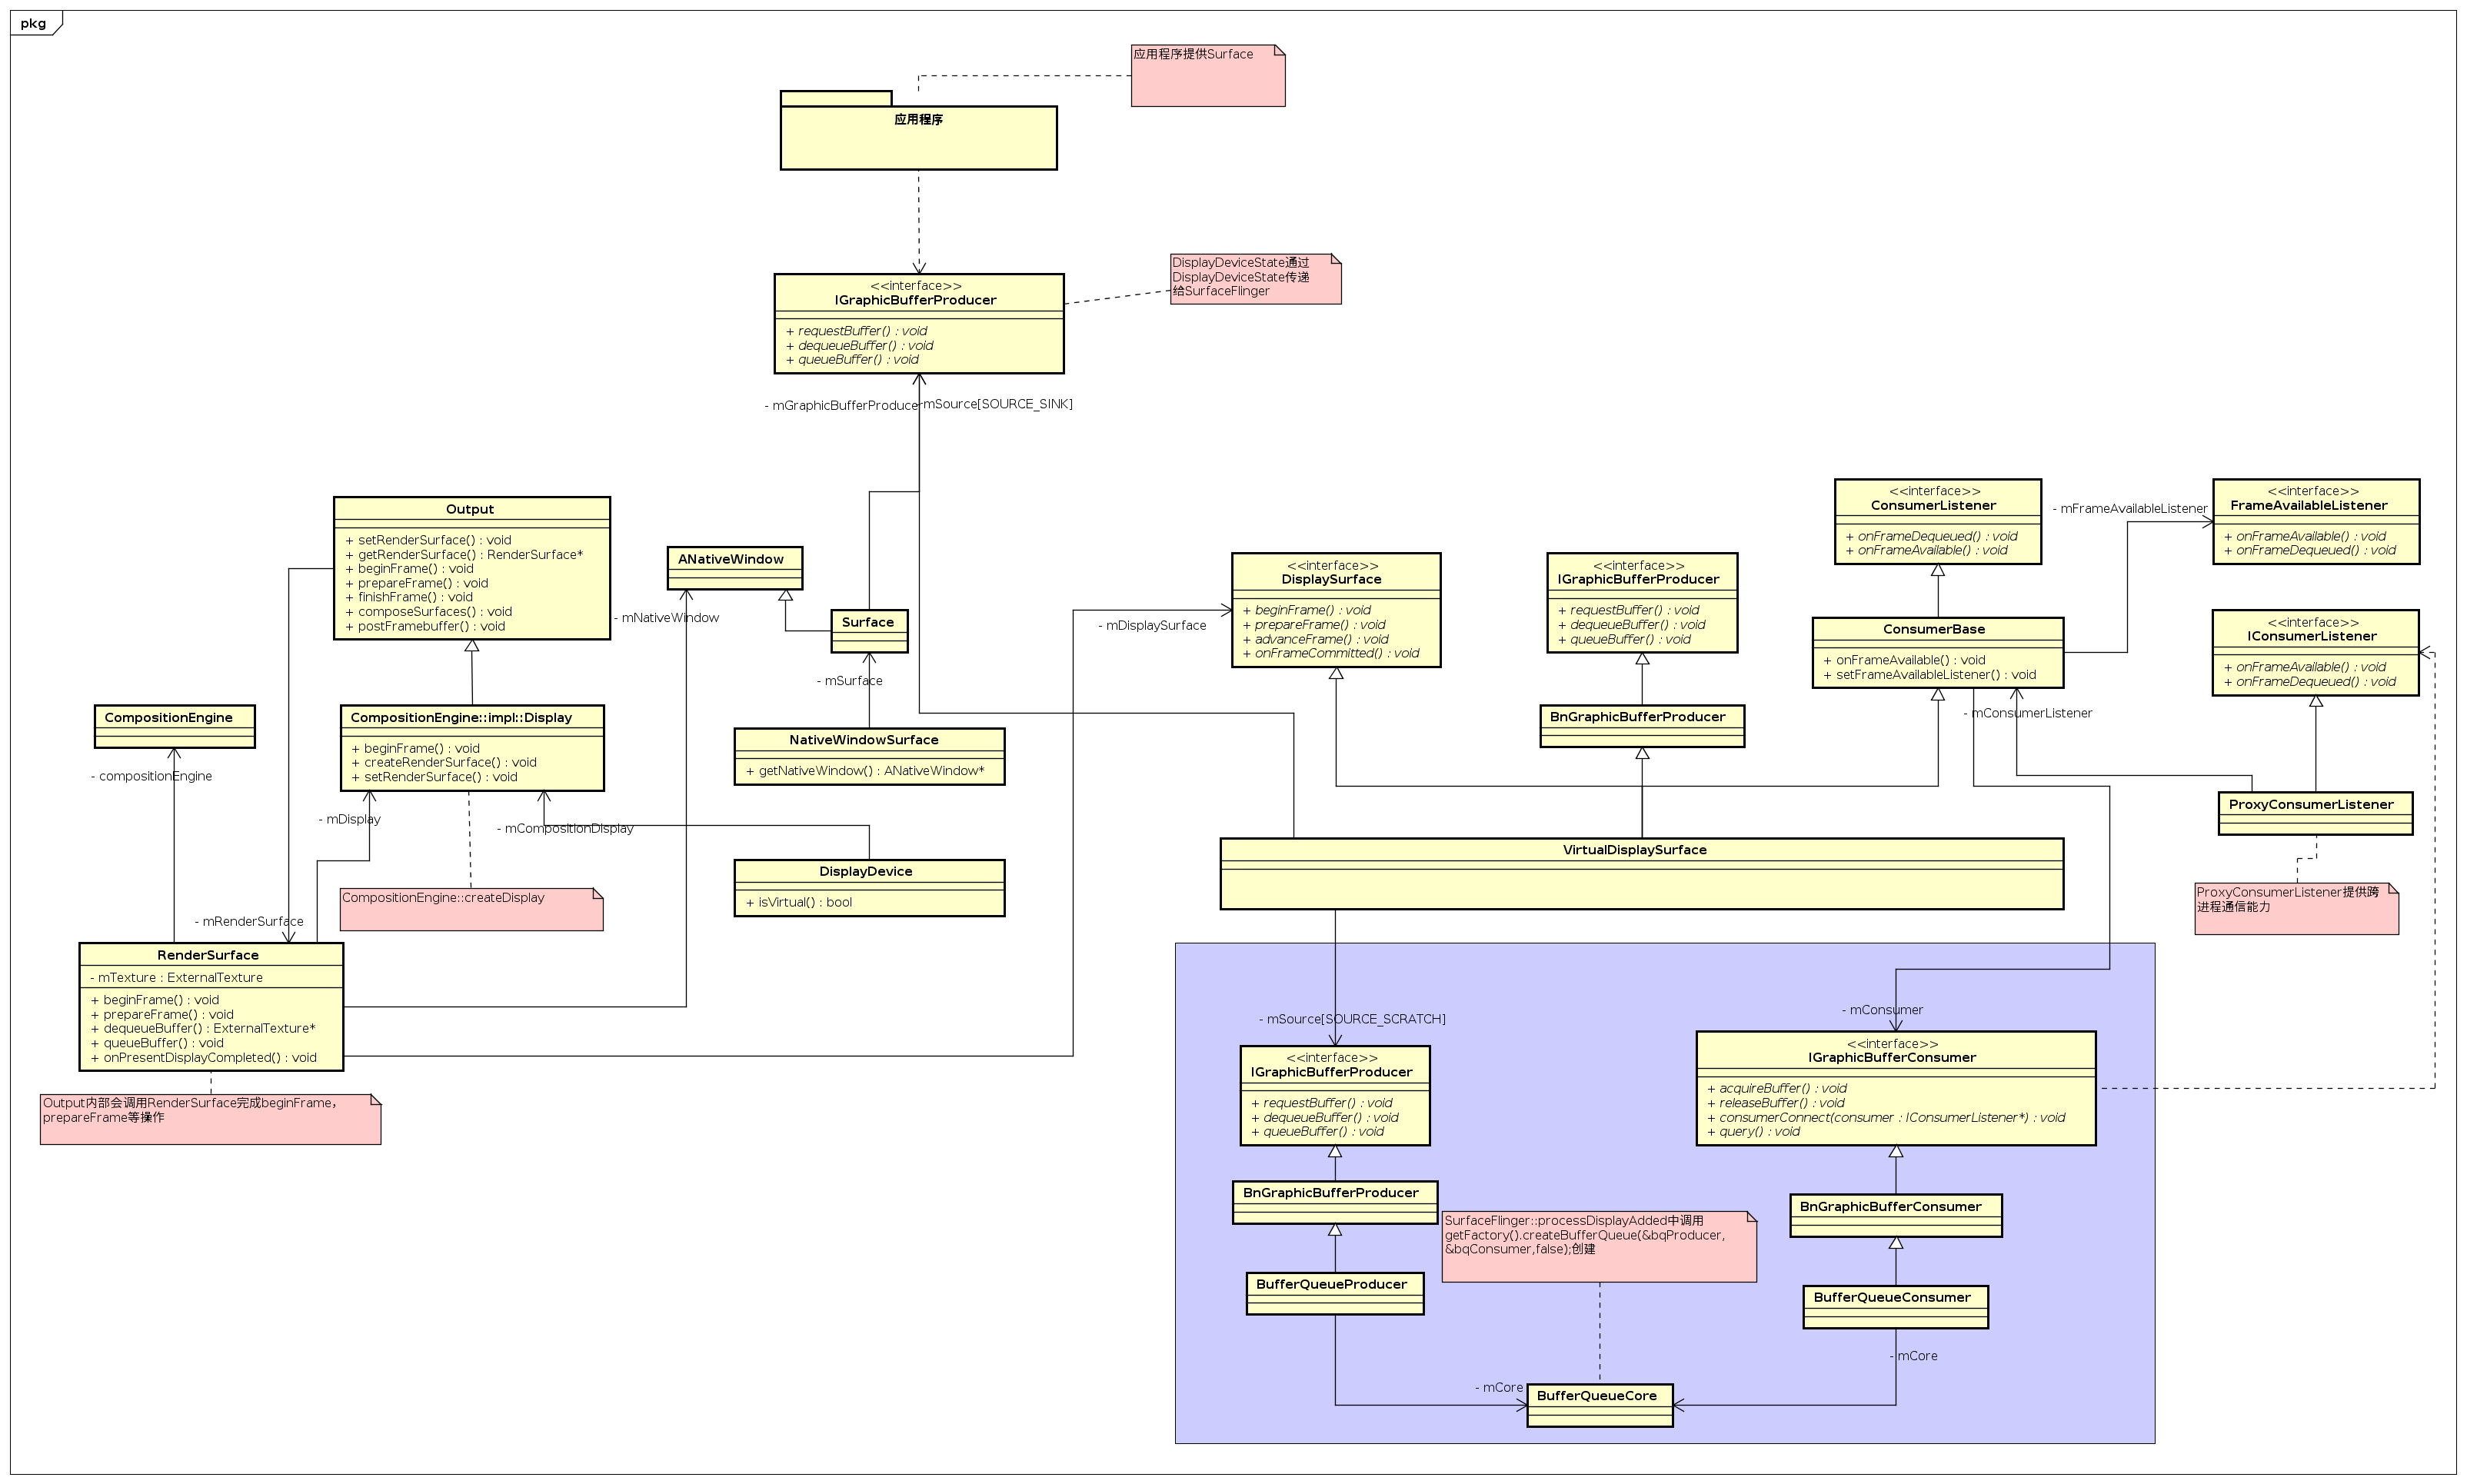 pkg
应用程序提供Surface
应用程序
DisplayDeviceState通过
DisplayDeviceState传递
给SurfaceFlinger
<<interface>>
IGraphicBufferProducer
+ requestBuffer() : void
+ dequeueBuffer() : void
+ queueBuffer() : void
- mGraphicBufferProducer
- mSource[SOURCE_SINK]
Output
+ setRenderSurface() : void
+ getRenderSurface() : RenderSurface*
+ beginFrame() : void
+ prepareFrame() : void
+ finishFrame() : void
+ composeSurfaces() : void
+ postFramebuffer() : void
ANativeWindow
- mNativeWindow
Surface
- mSurface
- mDisplaySurface
<<interface>>
DisplaySurface
+ beginFrame() : void
+ prepareFrame() : void
+ advanceFrame() : void
+ onFrameCommitted() : void
<<interface>>
IGraphicBufferProducer
+ requestBuffer() : void
+ dequeueBuffer() : void
+ queueBuffer() : void
<<interface>>
ConsumerListener
+ onFrameDequeued() : void
+ onFrameAvailable() : void
- mFrameAvailableListener
<<interface>>
FrameAvailableListener
+ onFrameAvailable() : void
+ onFrameDequeued() : void
ConsumerBase
+ onFrameAvailable() : void
+ setFrameAvailableListener() : void
<<interface>>
IConsumerListener
+ onFrameAvailable() : void
+ onFrameDequeued() : void
- mConsumerListener
CompositionEngine
- compositionEngine
CompositionEngine::impl::Display
+ beginFrame() : void
+ createRenderSurface() : void
+ setRenderSurface() : void
NativeWindowSurface
+ getNativeWindow() : ANativeWindow*
BnGraphicBufferProducer
- mDisplay
- mCompositionDisplay
DisplayDevice
+ isVirtual() : bool
VirtualDisplaySurface
ProxyConsumerListener
ProxyConsumerListener提供跨
进程通信能力
CompositionEngine::createDisplay
- mRenderSurface
RenderSurface
- mTexture : ExternalTexture
+ beginFrame() : void
+ prepareFrame() : void
+ dequeueBuffer() : ExternalTexture*
+ queueBuffer() : void
+ onPresentDisplayCompleted() : void
Output内部会调用RenderSurface完成beginFrame，
prepareFrame等操作
- mSource[SOURCE_SCRATCH]
- mConsumer
<<interface>>
IGraphicBufferProducer
+ requestBuffer() : void
+ dequeueBuffer() : void
+ queueBuffer() : void
<<interface>>
IGraphicBufferConsumer
+ acquireBuffer() : void
+ releaseBuffer() : void
+ consumerConnect(consumer : IConsumerListener*) : void
+ query() : void
BnGraphicBufferProducer
BnGraphicBufferConsumer
SurfaceFlinger::processDisplayAdded中调用
getFactory().createBufferQueue(&bqProducer,
&bqConsumer,false);创建
BufferQueueProducer
BufferQueueConsumer
- mCore
- mCore
BufferQueueCore